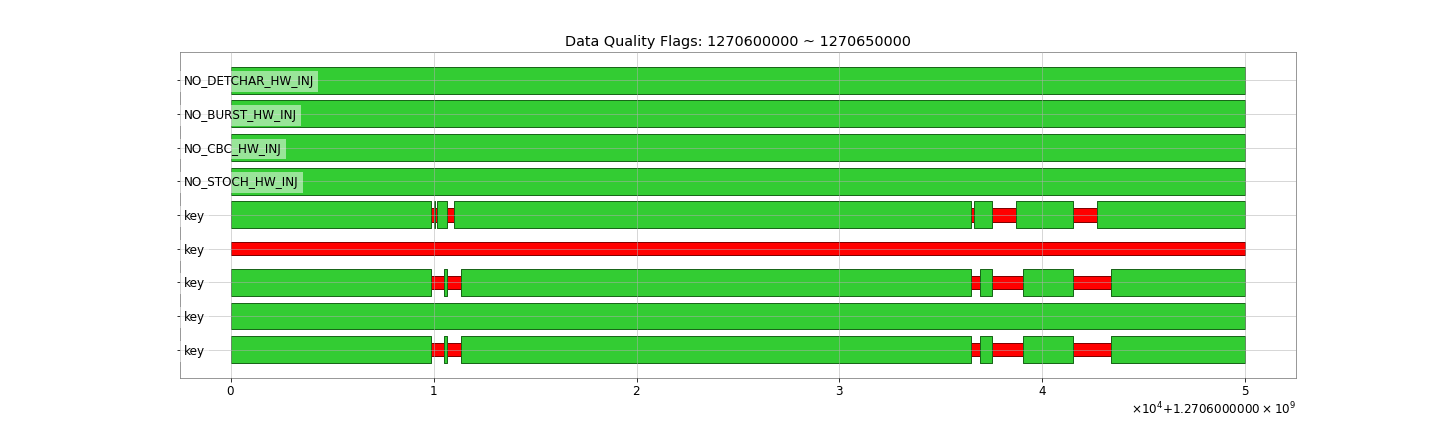 Data Quality Flags: 1270600000 ~ 1270650000
NO_DETCHAR_HW_INJ
NO_BURST_HW_INJ
NO_CBC_HW_INJ
NO_STOCH_HW_INJ
key
key
key
key
key
0 1 2 3 4 5
×10⁴+1.2706000000 × 10⁹